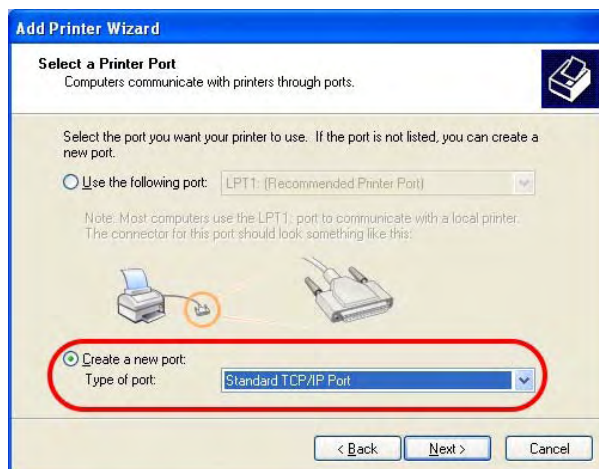 Add Printer Wizard
Select a Printer Port
Computers communicate with printers through ports.
Select the port you want your printer to use. If the port is not listed, you can create a
new port.
Use the following port: LPT1: (Recommended Printer Port)
Note: Most computers use the LPT1: port to communicate with a local printer.
The connector for this port should look something like this:
Create a new port:
Type of port: Standard TCP/IP Port
< Back Next > Cancel